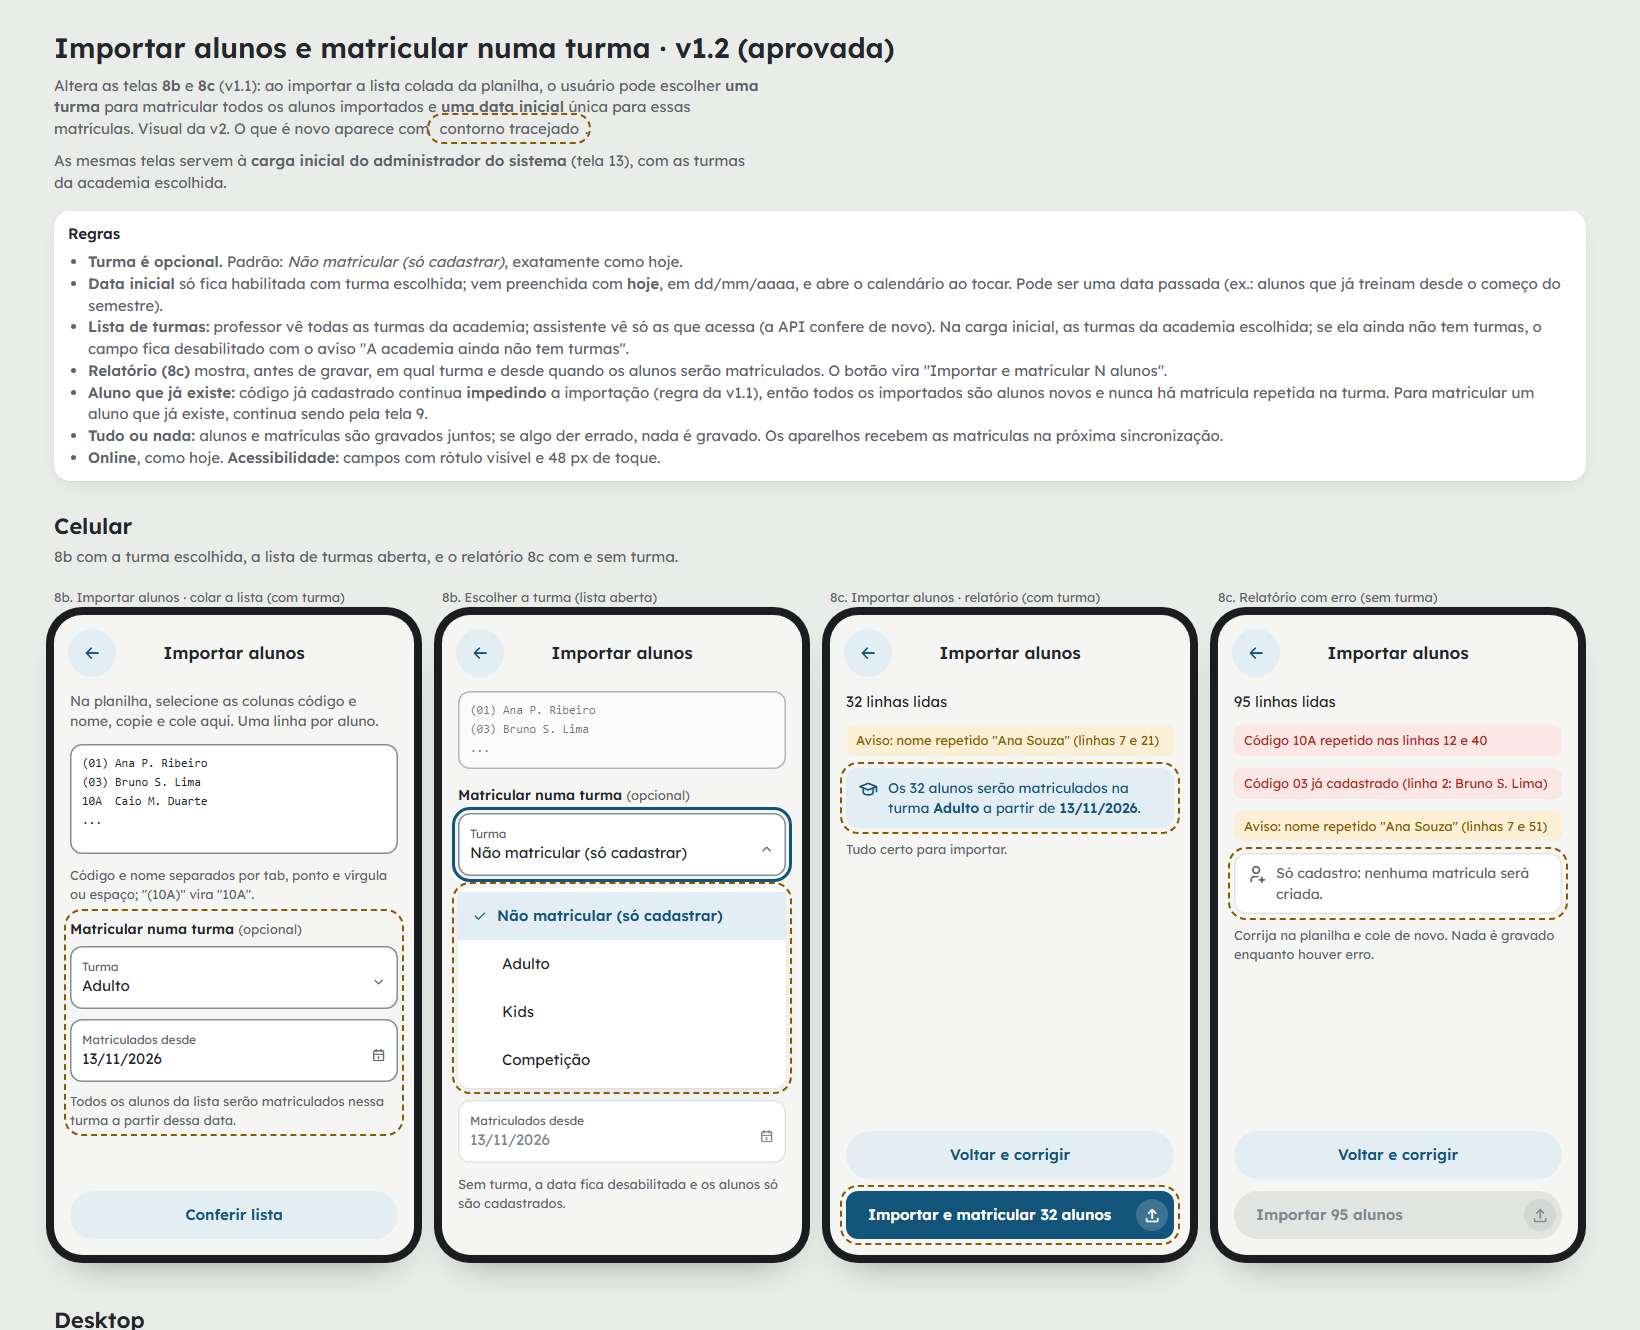 Importar alunos e matricular numa turma · v1.2 (aprovada)
Altera as telas 8b e 8c (v1.1): ao importar a lista colada da planilha, o usuário pode escolher uma
turma para matricular todos os alunos importados e uma data inicial única para essas
matrículas. Visual da v2. O que é novo aparece com contorno tracejado.
As mesmas telas servem à carga inicial do administrador do sistema (tela 13), com as turmas
da academia escolhida.
Regras
• Turma é opcional. Padrão: Não matricular (só cadastrar), exatamente como hoje.
• Data inicial só fica habilitada com turma escolhida; vem preenchida com hoje, em dd/mm/aaaa, e abre o calendário ao tocar. Pode ser uma data passada (ex.: alunos que já treinam desde o começo do
semestre).
• Lista de turmas: professor vê todas as turmas da academia; assistente vê só as que acessa (a API confere de novo). Na carga inicial, as turmas da academia escolhida; se ela ainda não tem turmas, o
campo fica desabilitado com o aviso "A academia ainda não tem turmas".
• Relatório (8c) mostra, antes de gravar, em qual turma e desde quando os alunos serão matriculados. O botão vira "Importar e matricular N alunos".
• Aluno que já existe: código já cadastrado continua impedindo a importação (regra da v1.1), então todos os importados são alunos novos e nunca há matrícula repetida na turma. Para matricular um
aluno que já existe, continua sendo pela tela 9.
• Tudo ou nada: alunos e matrículas são gravados juntos; se algo der errado, nada é gravado. Os aparelhos recebem as matrículas na próxima sincronização.
• Online, como hoje. Acessibilidade: campos com rótulo visível e 48 px de toque.
Celular
8b com a turma escolhida, a lista de turmas aberta, e o relatório 8c com e sem turma.
8b. Importar alunos · colar a lista (com turma)
Importar alunos
Na planilha, selecione as colunas código e
nome, copie e cole aqui. Uma linha por aluno.
(01) Ana P. Ribeiro
(03) Bruno S. Lima
10A Caio M. Duarte
...
Código e nome separados por tab, ponto e vírgula
ou espaço; "(10A)" vira "10A".
Matricular numa turma (opcional)
Turma
Adulto
Matriculados desde
13/11/2026
Todos os alunos da lista serão matriculados nessa
turma a partir dessa data.
Conferir lista
8b. Escolher a turma (lista aberta)
Importar alunos
(01) Ana P. Ribeiro
(03) Bruno S. Lima
...
Matricular numa turma (opcional)
Turma
Não matricular (só cadastrar)
Não matricular (só cadastrar)
Adulto
Kids
Competição
Matriculados desde
13/11/2026
Sem turma, a data fica desabilitada e os alunos só
são cadastrados.
8c. Importar alunos · relatório (com turma)
Importar alunos
32 linhas lidas
Aviso: nome repetido "Ana Souza" (linhas 7 e 21)
Os 32 alunos serão matriculados na
turma Adulto a partir de 13/11/2026.
Tudo certo para importar.
Voltar e corrigir
Importar e matricular 32 alunos
8c. Relatório com erro (sem turma)
Importar alunos
95 linhas lidas
Código 10A repetido nas linhas 12 e 40
Código 03 já cadastrado (linha 2: Bruno S. Lima)
Aviso: nome repetido "Ana Souza" (linhas 7 e 51)
Só cadastro: nenhuma matrícula será
criada.
Corrija na planilha e cole de novo. Nada é gravado
enquanto houver erro.
Voltar e corrigir
Importar 95 alunos
Desktop